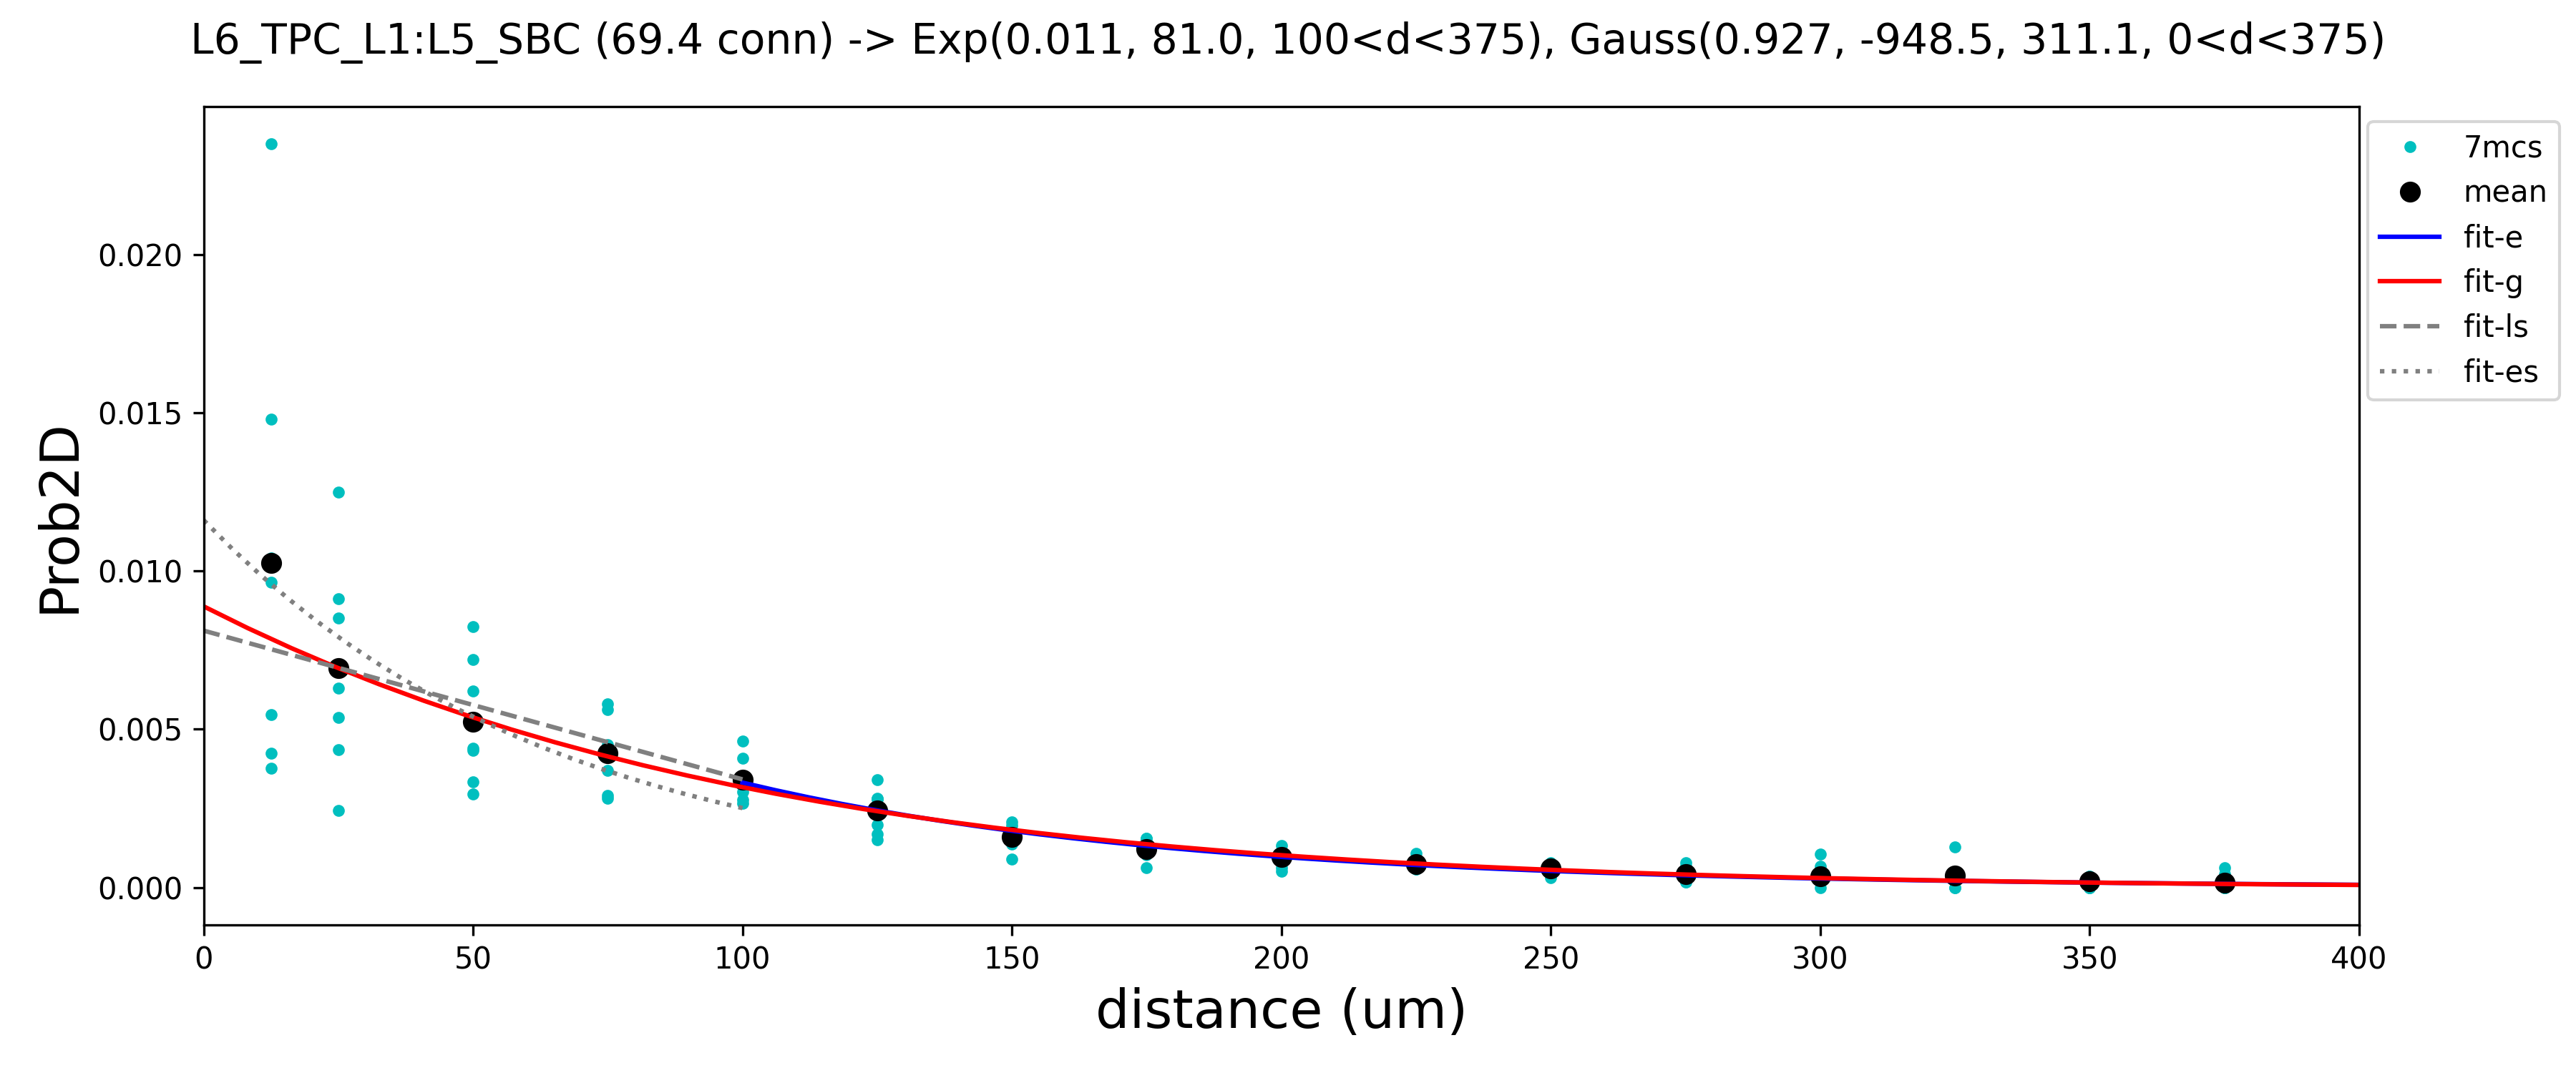 L6_TPC_L1:L5_SBC (69.4 conn) -> Exp(0.011, 81.0, 100<d<375), Gauss(0.927, -948.5, 311.1, 0<d<375)
7mcs
mean
fit-e
fit-g
fit-ls
fit-es
Prob2D
0.020
0.015
0.010
0.005
0.000
0 50 100 150 200 250 300 350 400
distance (um)